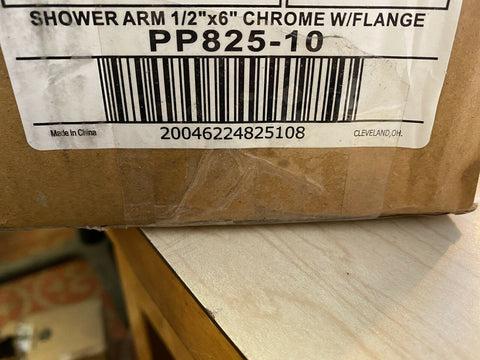 SHOWER ARM 1/2"x6" CHROME W/FLANGE
PP825-10
20046224825108
Made In China
CLEVELAND,OH.